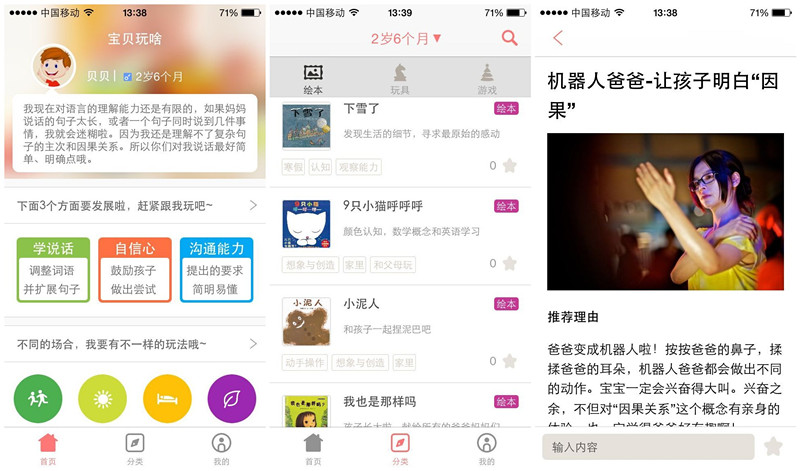 中国移动 13:38 71%
宝贝玩啥
贝贝 2岁6个月
我现在对语言的理解能力还是有限的，如果妈妈
说话的句子太长，或者一个句子同时说到几件事
情，我就会迷糊啦。因为我还是理解不了复杂句
子的主次和因果关系。所以你们对我说话最好简
单、明确点哦。
下面3个方面要发展啦，赶紧跟我玩吧~
学说话 自信心 沟通能力
调整词语 鼓励孩子 提出的要求
并扩展句子 做出尝试 简明易懂
不同的场合，我要有不一样的玩法哦~
首页 分类 我的
中国移动 13:39 71%
2岁6个月▼
绘本 玩具 游戏
下雪了
下雪了 绘本
发现生活的细节，寻求最原始的感动
寒假 认知 观察能力 0
9只小猫呼呼呼 绘本
颜色认知，数学概念和英语学习
想象与创造 家里 和父母玩 0
小泥人
小泥人 绘本
和孩子一起捏泥巴吧
动手操作 想象与创造 家里 0
我也是那样吗 绘本
首页 分类 我的
中国移动 13:38 71%
机器人爸爸-让孩子明白“因
果”
推荐理由
爸爸变成机器人啦！按按爸爸的鼻子，揉
揉爸爸的耳朵，机器人爸爸都会做出不同
的动作。宝宝一定会兴奋得大叫。兴奋之
余，不但对“因果关系”这个概念有亲身的
输入内容